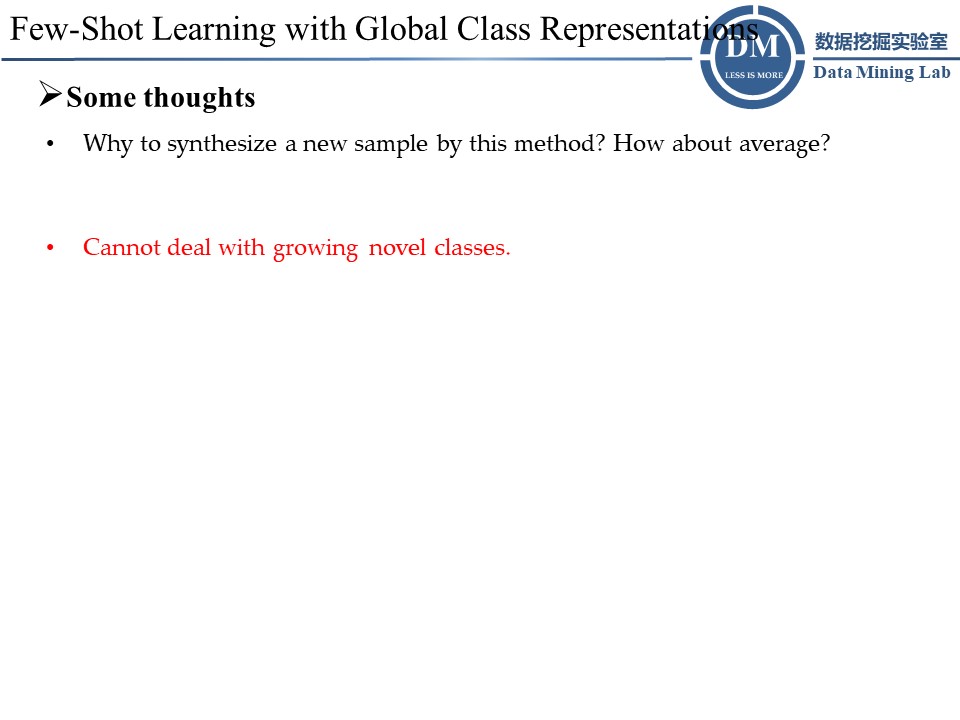 Few-Shot Learning with Global Class Representations
DM
LESS IS MORE
数据挖掘实验室
Data Mining Lab
Some thoughts
• Why to synthesize a new sample by this method? How about average?
• Cannot deal with growing novel classes.